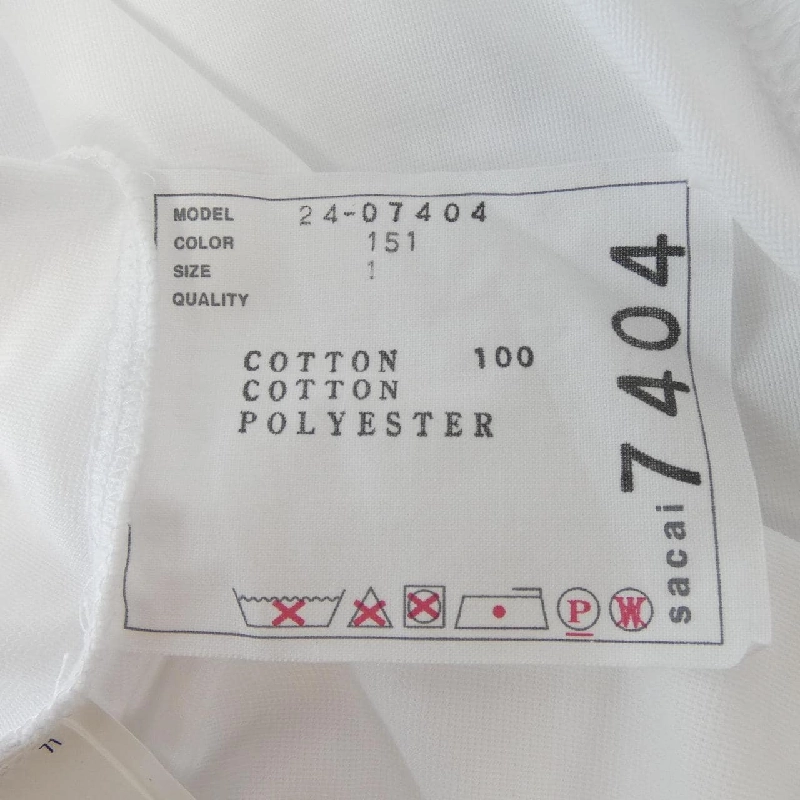 MODEL 24-07404
COLOR 151
SIZE 1
QUALITY
COTTON 100
COTTON
POLYESTER
P W
sacai 7404